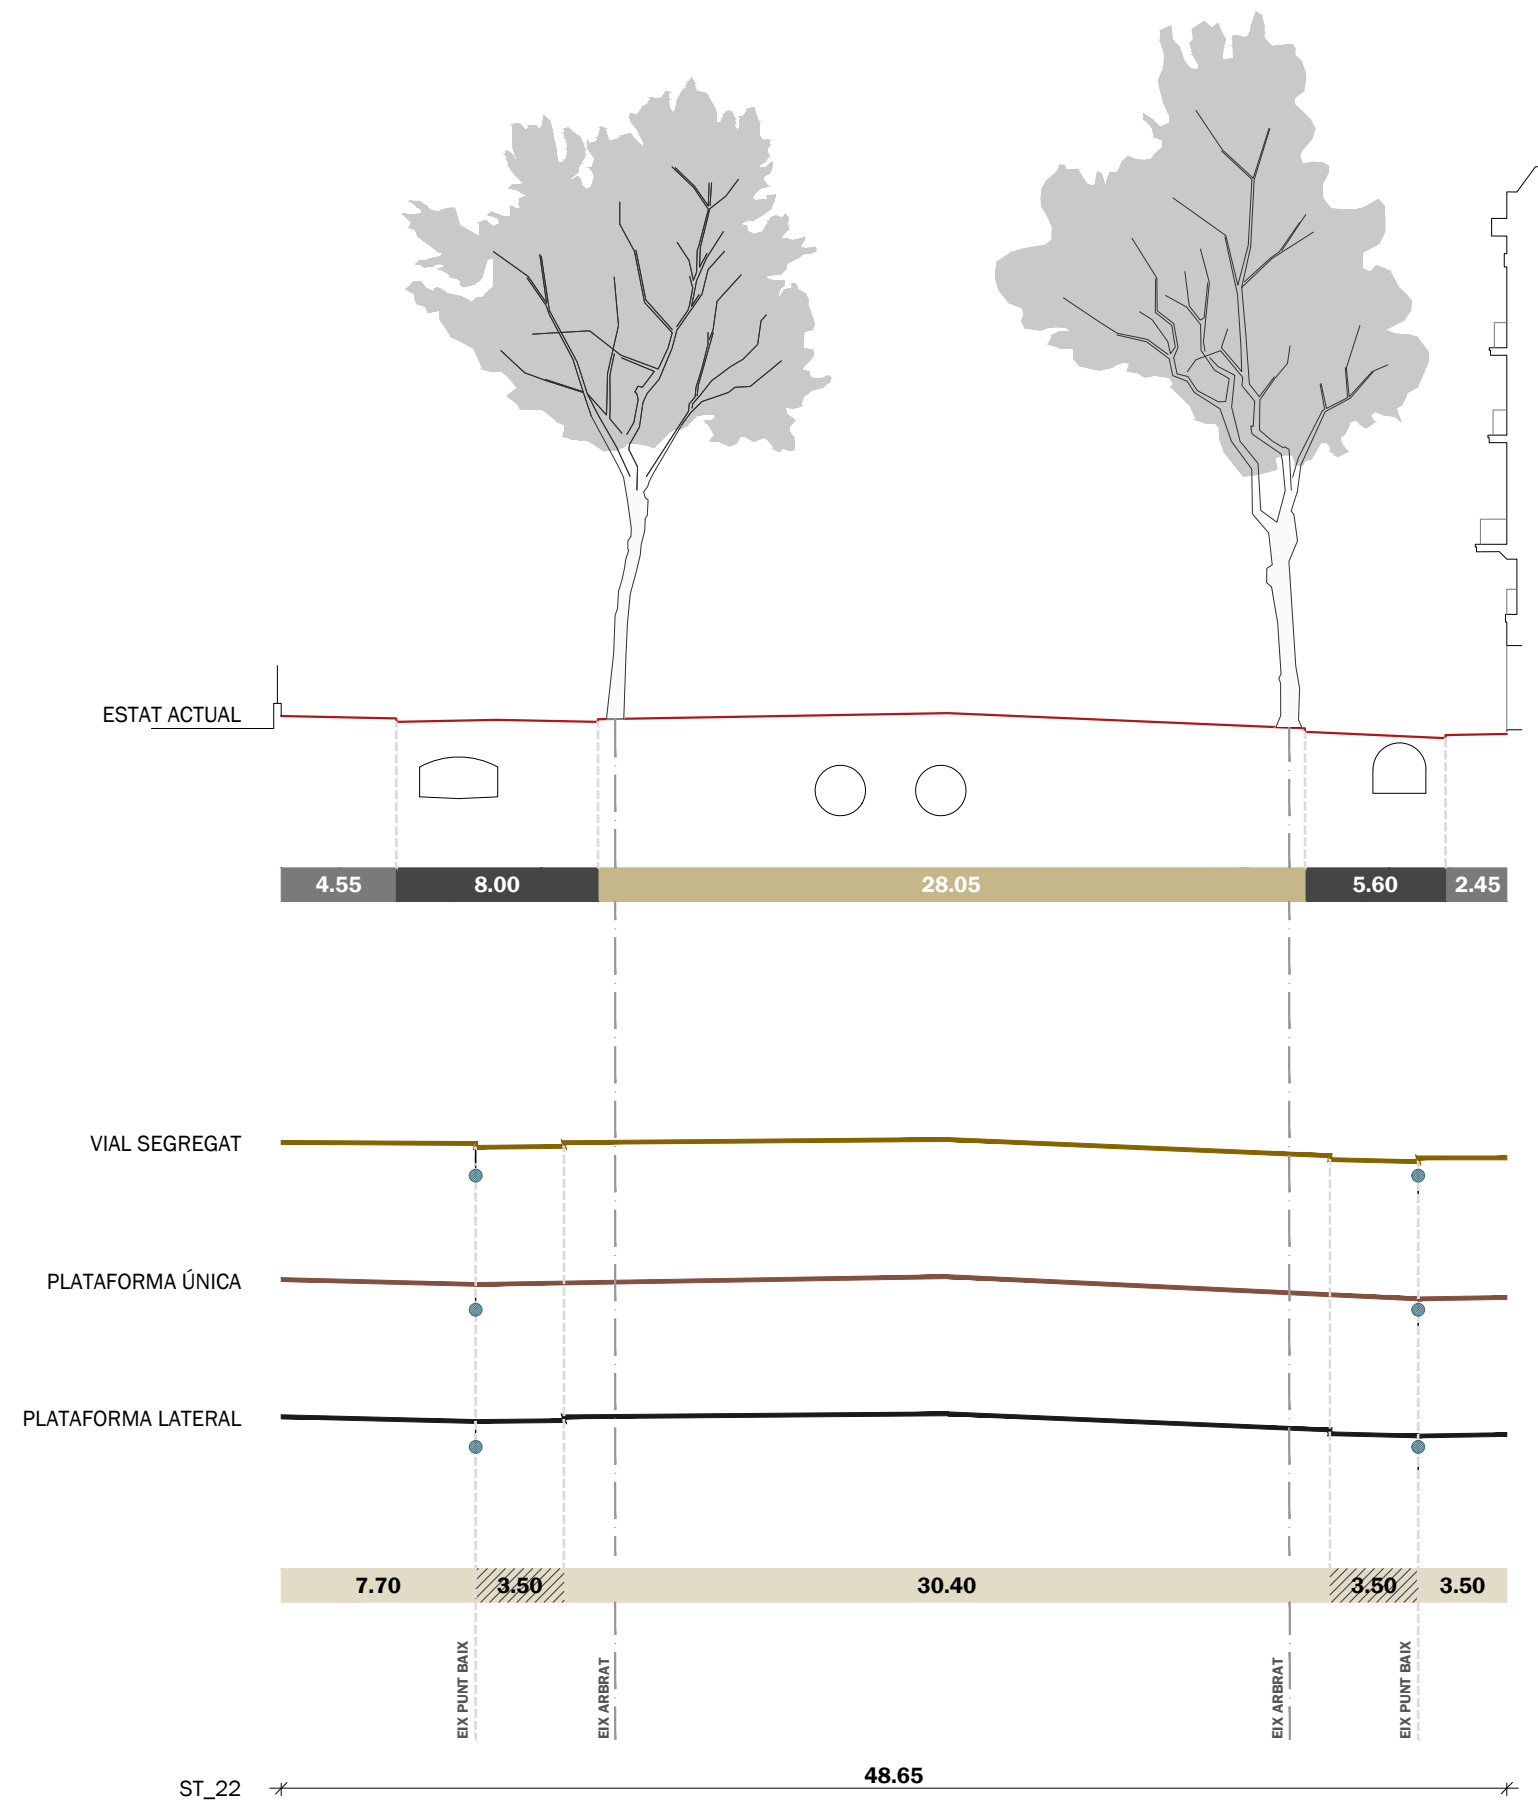 ESTAT ACTUAL
4.55 8.00 28.05 5.60 2.45
VIAL SEGREGAT
PLATAFORMA ÚNICA
PLATAFORMA LATERAL
7.70 3.50 30.40 3.50 3.50
EIX PUNT BAIX
EIX ARBRAT
EIX ARBRAT
EIX PUNT BAIX
48.65
ST_22